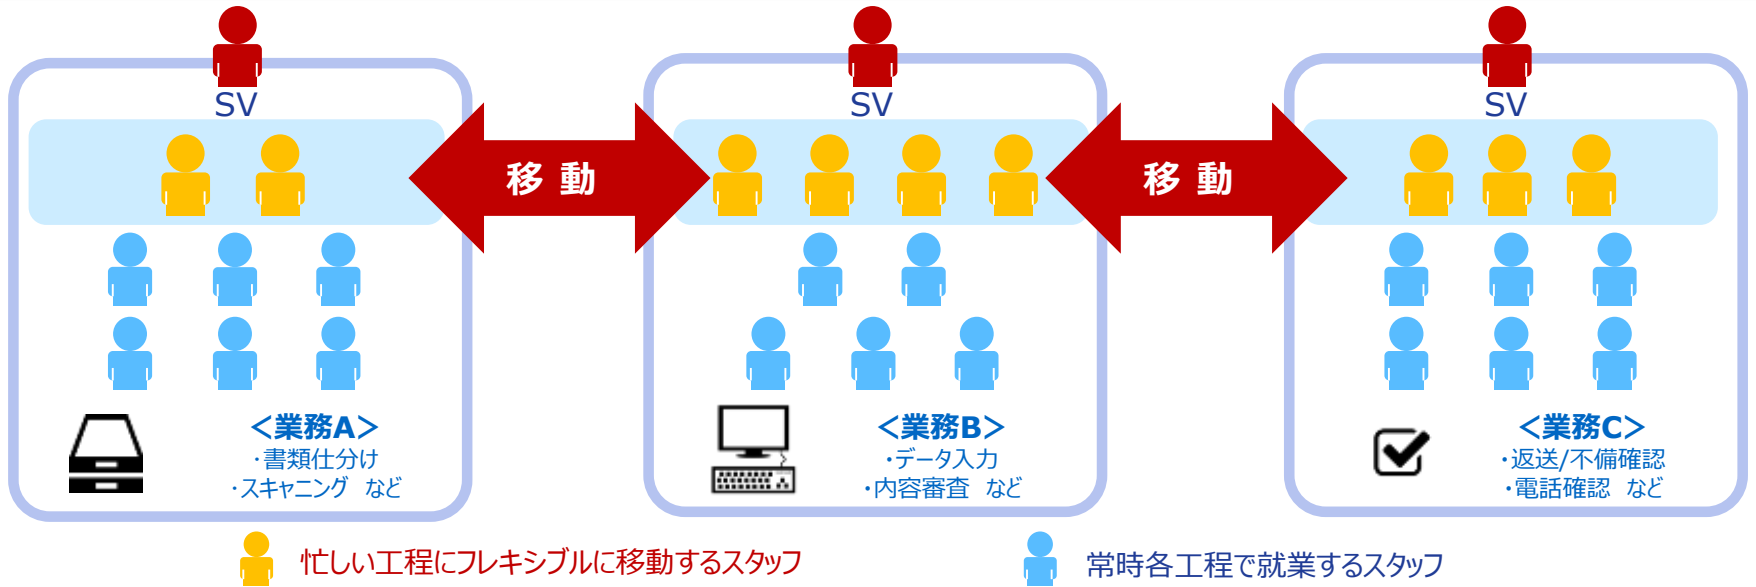 SV
SV
SV
移 動
移 動
＜業務A＞
・書類仕分け
・スキャニング など
＜業務B＞
・データ入力
・内容審査 など
＜業務C＞
・返送/不備確認
・電話確認 など
忙しい工程にフレキシブルに移動するスタッフ
常時各工程で就業するスタッフ